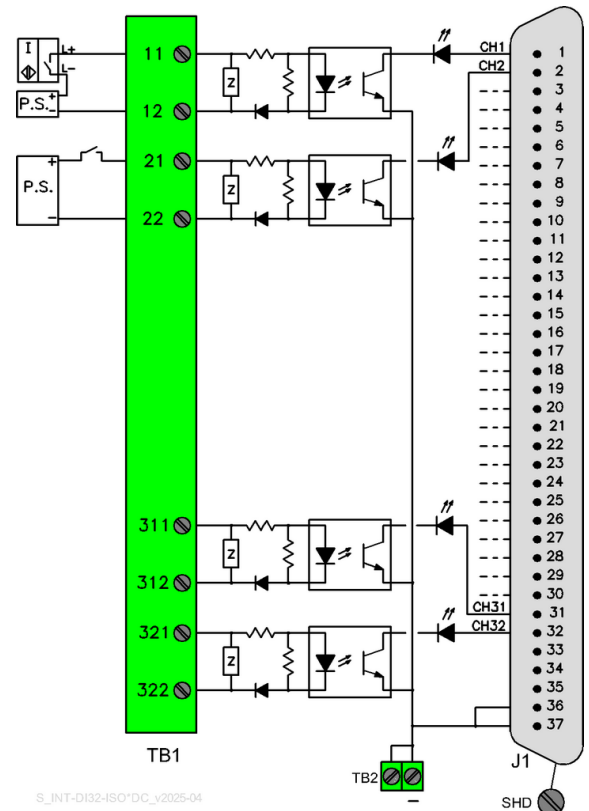 I
L+
L−
P.S.
+
−
11
12
+
P.S.
−
21
22
311
312
321
322
Z
Z
Z
Z
TB1
CH1
CH2
CH31
CH32
1
2
3
4
5
6
7
8
9
10
11
12
13
14
15
16
17
18
19
20
21
22
23
24
25
26
27
28
29
30
31
32
33
34
35
36
37
J1
TB2
−
SHD
S_INT-DI32-ISO*DC_v2025-04